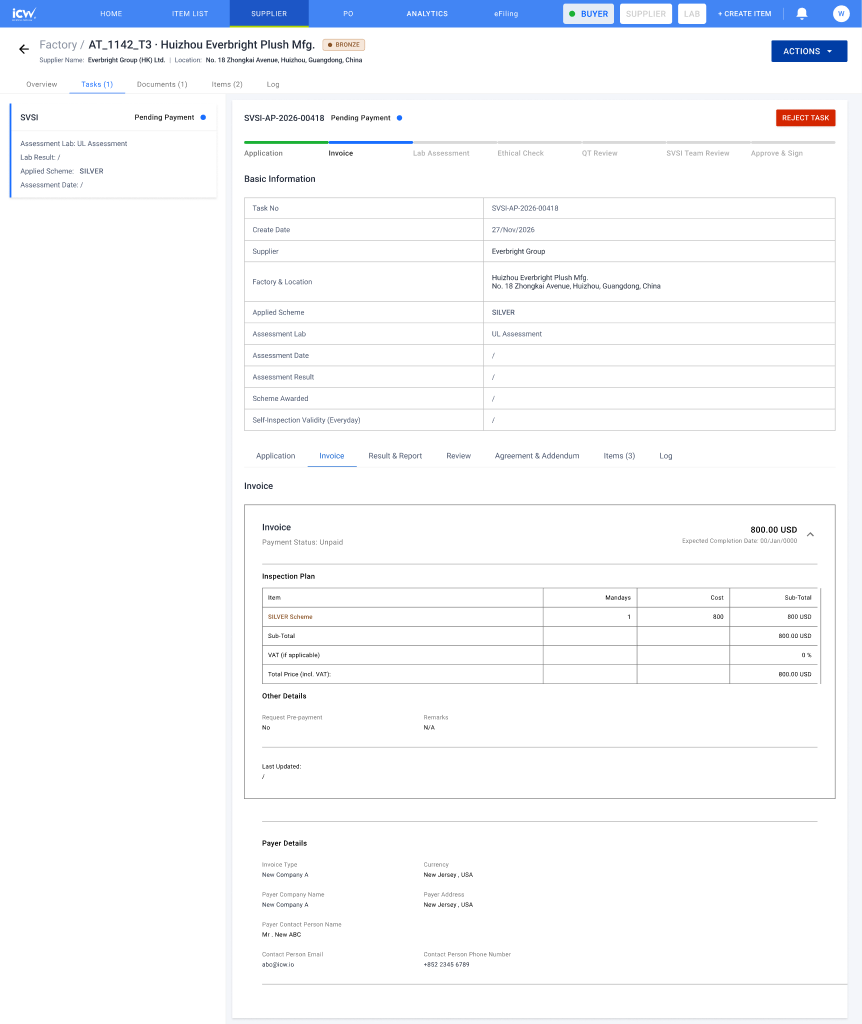 icw
HOME
ITEM LIST
SUPPLIER
PO
ANALYTICS
eFiling
BUYER
SUPPLIER
LAB
+ CREATE ITEM
W
Factory / AT_1142_T3 · Huizhou Everbright Plush Mfg.
BRONZE
Supplier Name: Everbright Group (HK) Ltd. | Location: No. 18 Zhongkai Avenue, Huizhou, Guangdong, China
ACTIONS
Overview
Tasks (1)
Documents (1)
Items (2)
Log
SVSI
Pending Payment
Assessment Lab: UL Assessment
Lab Result: /
Applied Scheme: SILVER
Assessment Date: /
SVSI-AP-2026-00418 Pending Payment
REJECT TASK
Application
Invoice
Lab Assessment
Ethical Check
QT Review
SVSI Team Review
Approve & Sign
Basic Information
Task No
SVSI-AP-2026-00418
Create Date
27/Nov/2026
Supplier
Everbright Group
Factory & Location
Huizhou Everbright Plush Mfg.
No. 18 Zhongkai Avenue, Huizhou, Guangdong, China
Applied Scheme
SILVER
Assessment Lab
UL Assessment
Assessment Date
/
Assessment Result
/
Scheme Awarded
/
Self-Inspection Validity (Everyday)
/
Application
Invoice
Result & Report
Review
Agreement & Addendum
Items (3)
Log
Invoice
Invoice
800.00 USD
Payment Status: Unpaid
Expected Completion Date: 00/Jan/0000
Inspection Plan
Item
Mandays
Cost
Sub-Total
SILVER Scheme
1
800
800 USD
Sub-Total
800.00 USD
VAT (if applicable)
0 %
Total Price (incl. VAT):
800.00 USD
Other Details
Request Pre-payment
Remarks
No
N/A
Last Updated:
/
Payer Details
Invoice Type
Currency
New Company A
New Jersey , USA
Payer Company Name
Payer Address
New Company A
New Jersey , USA
Payer Contact Person Name
Mr . New ABC
Contact Person Email
Contact Person Phone Number
abc@icw.io
+852 2345 6789